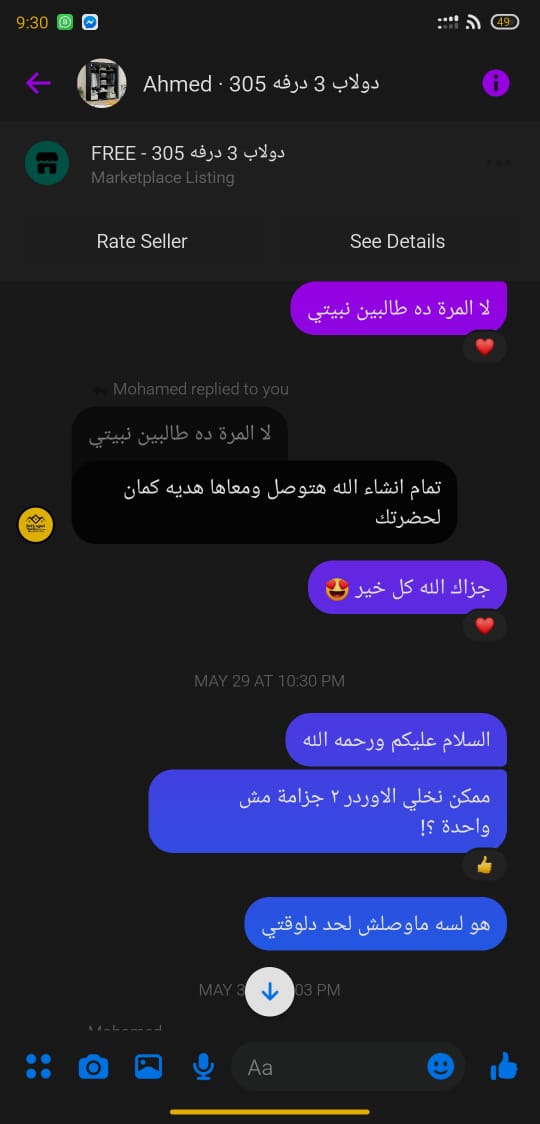 9:30
49
Ahmed · دولاب 3 درفه 305
FREE - دولاب 3 درفه 305
Marketplace Listing
Rate Seller
See Details
لا المرة ده طالبين نبيتي
Mohamed replied to you
لا المرة ده طالبين نبيتي
تمام انشاء الله هتوصل ومعاها هديه كمان
لحضرتك
جزاك الله كل خير 😍
MAY 29 AT 10:30 PM
السلام عليكم ورحمه الله
ممكن نخلي الاوردر ٢ جزامة مش
واحدة ؟!
هو لسه ماوصلش لحد دلوقتي
MAY 3 03 PM
Mohamed
Aa